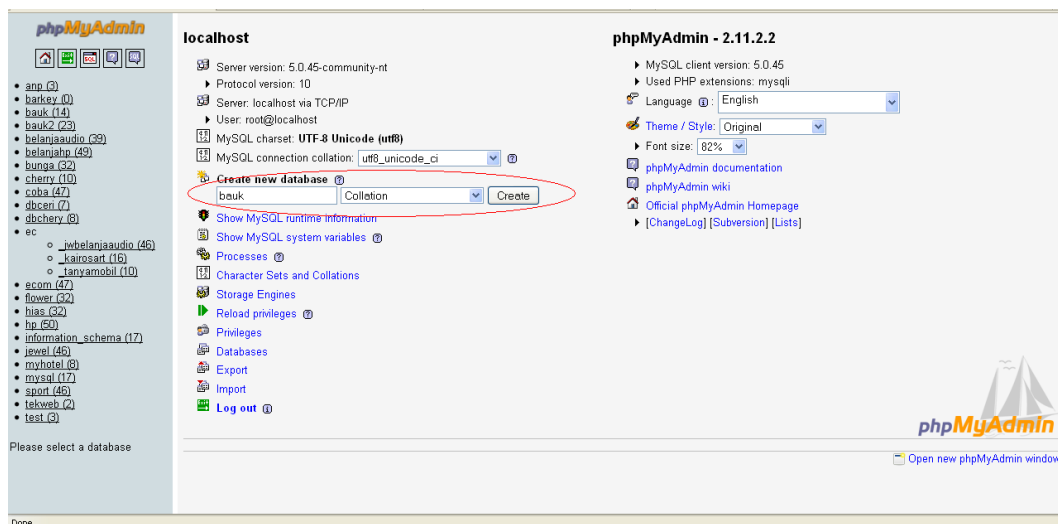 phpMyAdmin
SQL
anp (3)
barkey (0)
bauk (14)
bauk2 (23)
belanjaaudio (39)
belanjahp (49)
bunga (32)
cherry (10)
coba (47)
dbceri (7)
dbchery (8)
ec
_jwbelanjaaudio (46)
_kairosart (16)
_tanyamobil (10)
ecom (47)
flower (32)
hias (32)
hp (50)
information_schema (17)
jewel (46)
myhotel (8)
mysql (17)
sport (46)
tekweb (2)
test (3)
Please select a database
localhost
Server version: 5.0.45-community-nt
Protocol version: 10
Server: localhost via TCP/IP
User: root@localhost
MySQL charset: UTF-8 Unicode (utf8)
MySQL connection collation: utf8_unicode_ci
Create new database
bauk Collation Create
Show MySQL runtime information
Show MySQL system variables
Processes
Character Sets and Collations
Storage Engines
Reload privileges
Privileges
Databases
Export
Import
Log out
phpMyAdmin - 2.11.2.2
MySQL client version: 5.0.45
Used PHP extensions: mysqli
Language : English
Theme / Style: Original
Font size: 82%
phpMyAdmin documentation
phpMyAdmin wiki
Official phpMyAdmin Homepage
[ChangeLog] [Subversion] [Lists]
phpMyAdmin
Open new phpMyAdmin window
Done